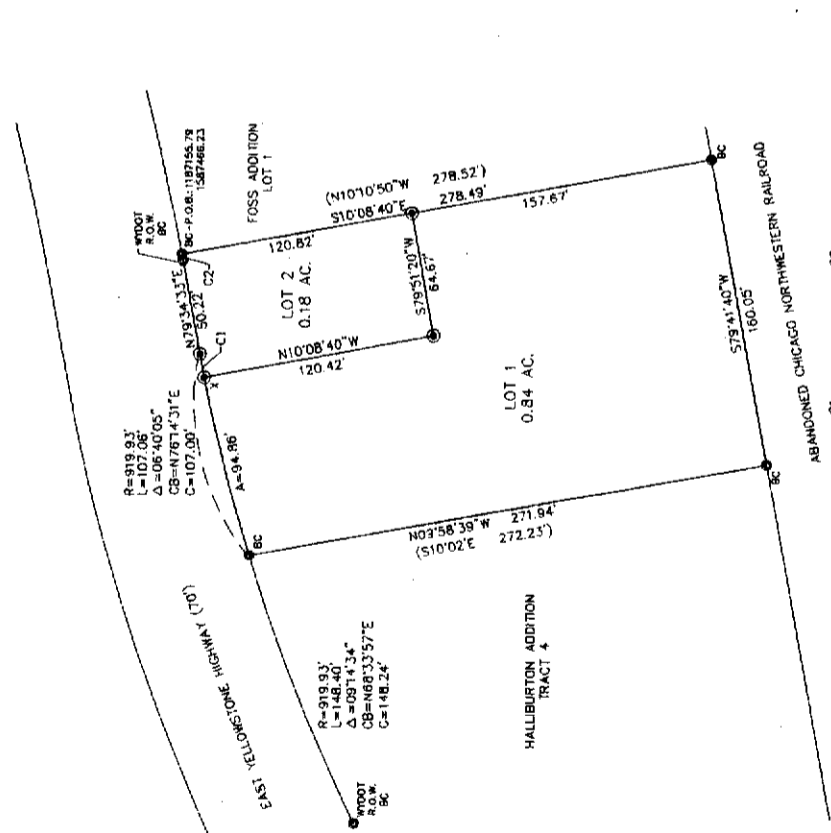 WYDOT
R.O.W.
BC
BC-P.O.B.:1187155.79
1587466.23
FOSS ADDITION
LOT 1
N79°34'33"E
50.22'
C2
C1
(N10°10'50"W 278.52')
S10°08'40"E 278.49'
120.82'
157.67'
LOT 2
0.18 AC.
S79°51'20"W
64.67'
N10°08'40"W
120.42'
X
BC
R=919.93'
L=107.06'
Δ=06°40'05"
CB=N76°14'31"E
C=107.00'
A=94.86'
BC
LOT 1
0.84 AC.
S79°41'40"W
160.05'
ABANDONED CHICAGO NORTHWESTERN RAILROAD
BC
N09°58'39"W 271.94'
(S10°02'E 272.23')
EAST YELLOWSTONE HIGHWAY (70')
R=919.93'
L=148.40'
Δ=09°14'34"
CB=N68°33'57"E
C=148.24'
HALLIBURTON ADDITION
TRACT 4
WYDOT
R.O.W.
BC